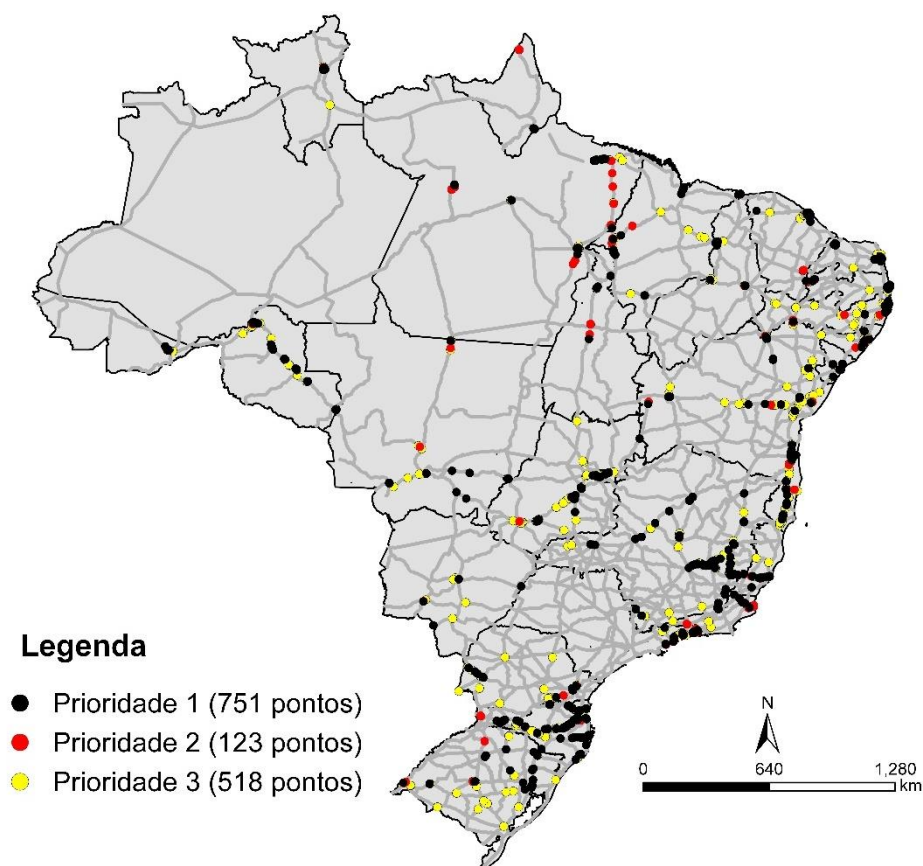 Legenda
Prioridade 1 (751 pontos)
Prioridade 2 (123 pontos)
Prioridade 3 (518 pontos)
N
0 640 1,280
km